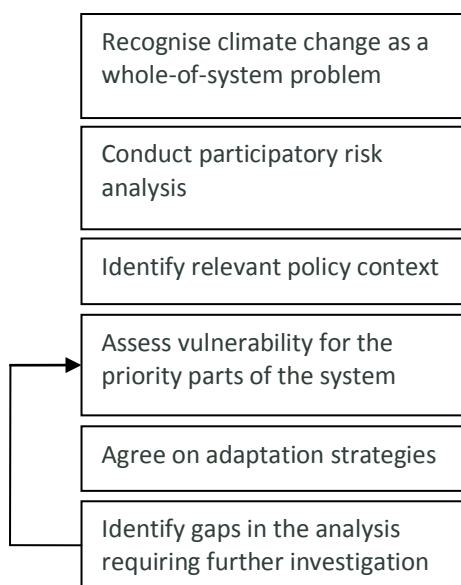 Recognise climate change as a
whole-of-system problem
Conduct participatory risk
analysis
Identify relevant policy context
Assess vulnerability for the
priority parts of the system
Agree on adaptation strategies
Identify gaps in the analysis
requiring further investigation